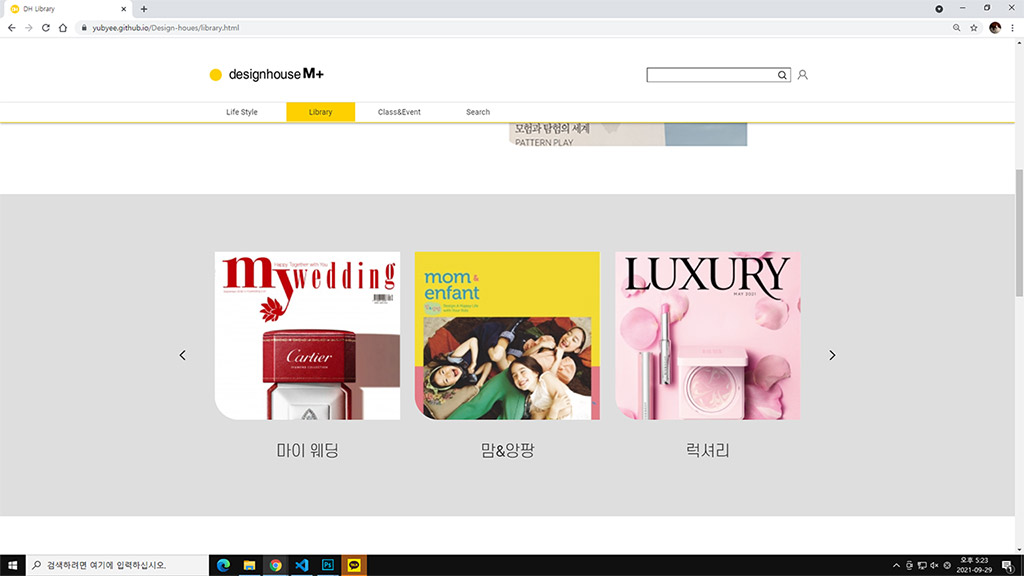 DH Library
yubyee.github.io/Design-houes/library.html
designhouse M+
Life Style
Library
Class&Event
Search
모험과 탐험의 세계
PATTERN PLAY
my wedding
Happy Together with You
Cartier
mom &
enfant
LUXURY
MAY 2021
마이 웨딩
맘&앙팡
럭셔리
검색하려면 여기에 입력하십시오.
오후 5:23
2021-09-29